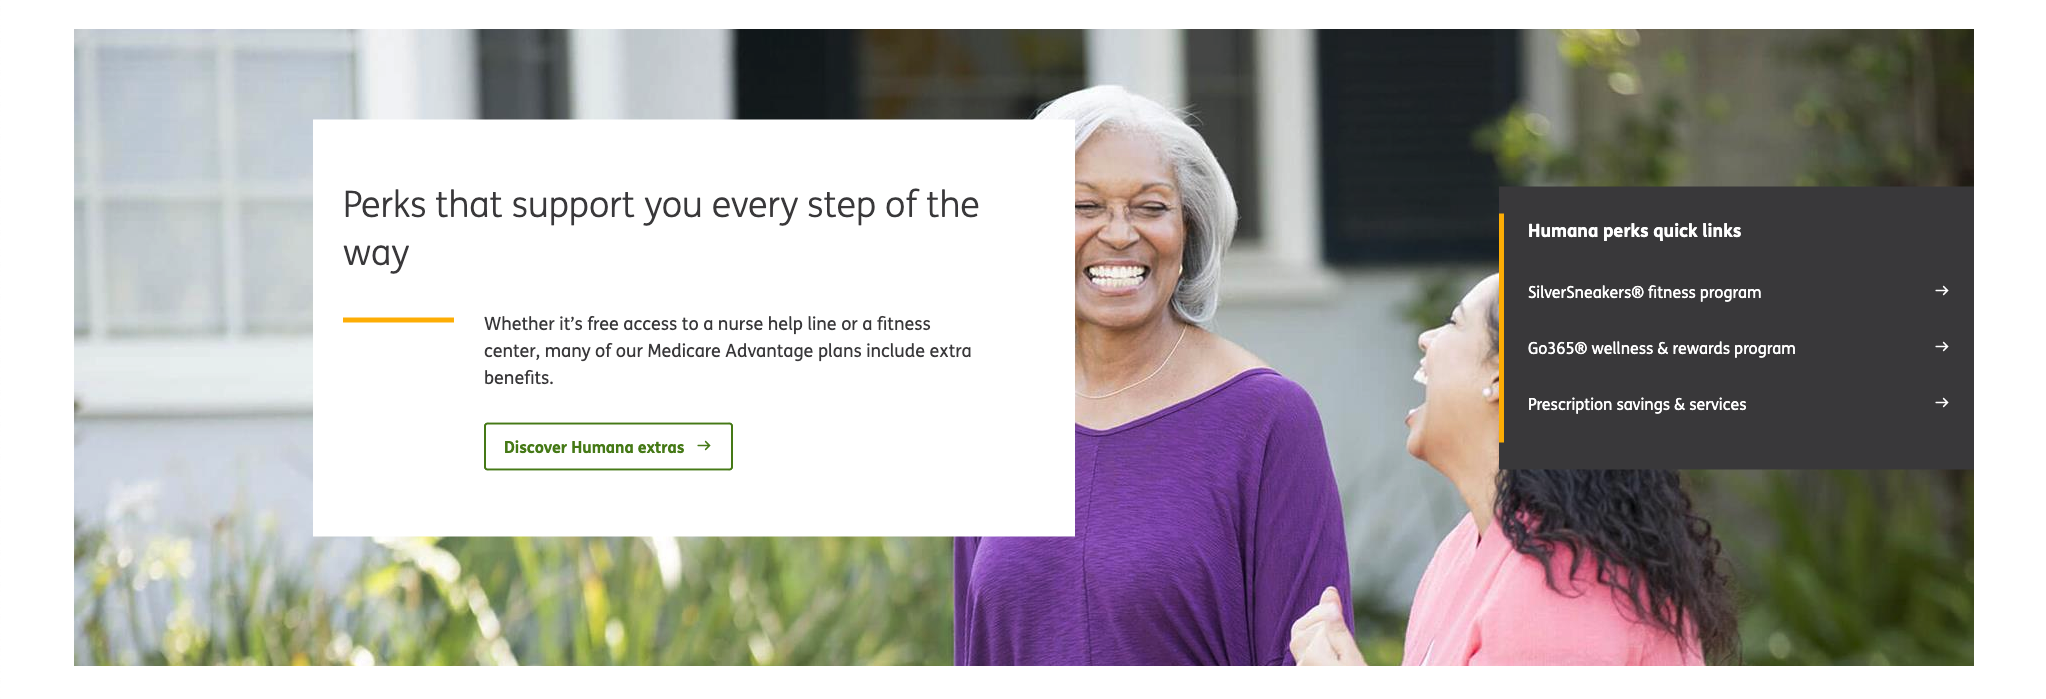 Perks that support you every step of the
way
Whether it’s free access to a nurse help line or a fitness
center, many of our Medicare Advantage plans include extra
benefits.
Discover Humana extras →
Humana perks quick links
SilverSneakers® fitness program →
Go365® wellness & rewards program →
Prescription savings & services →